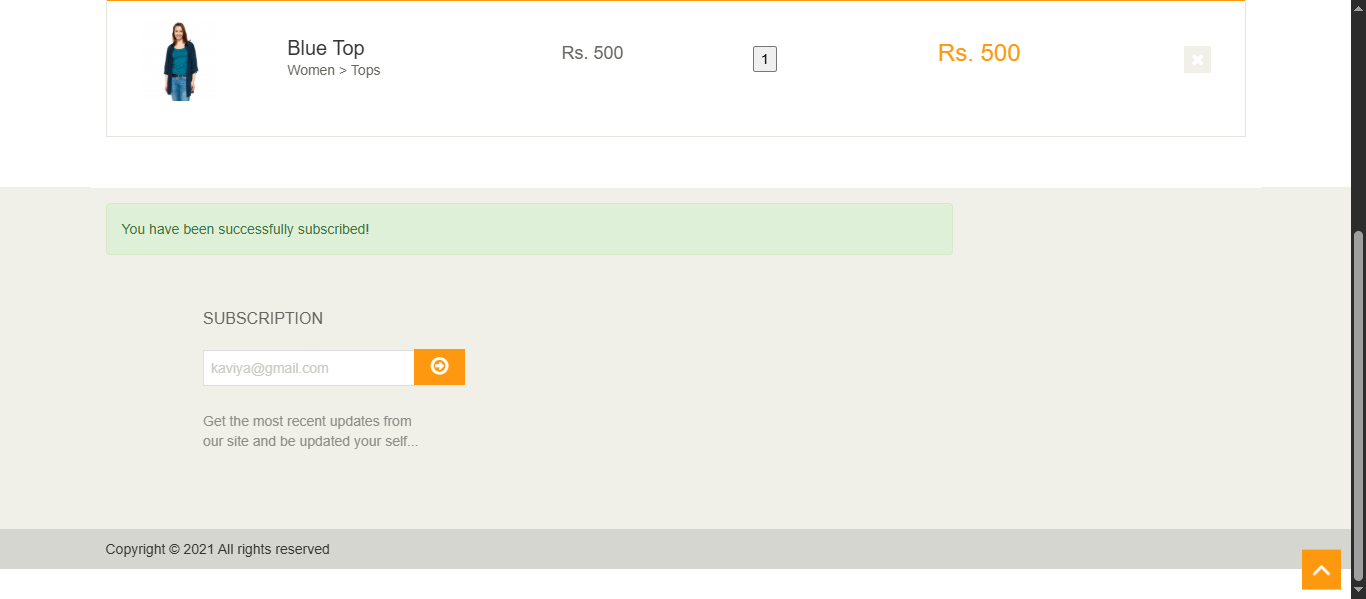 Blue Top
Women > Tops
Rs. 500
1
Rs. 500
You have been successfully subscribed!
SUBSCRIPTION
kaviya@gmail.com
Get the most recent updates from
our site and be updated your self...
Copyright © 2021 All rights reserved